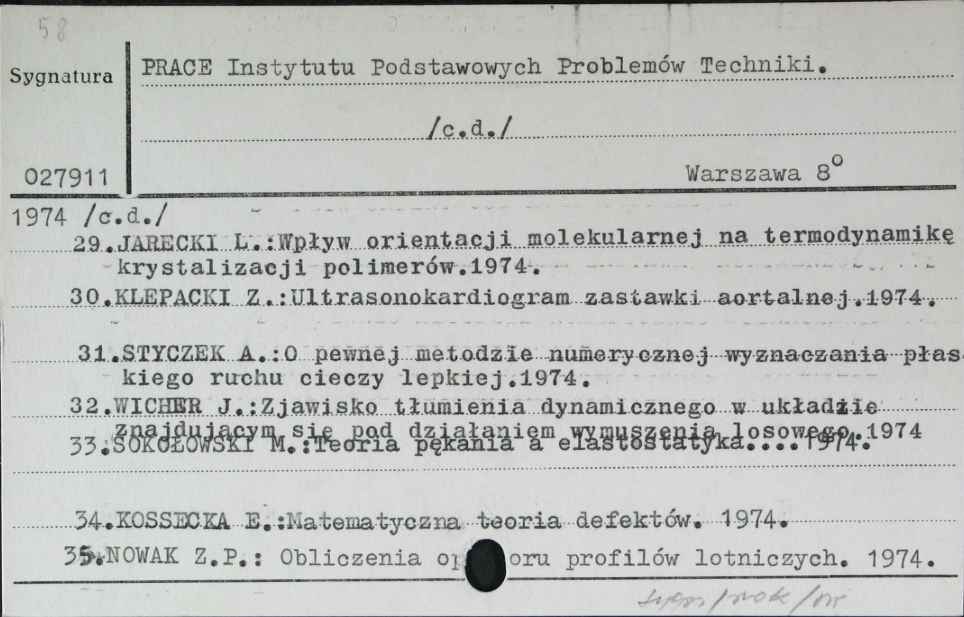 58
Sygnatura
PRACE Instytutu Podstawowych Problemów Techniki.
/c.d./
027911
Warszawa 8°
1974 /c.d./
29.JARECKI L.:Wpływ orientacji molekularnej na termodynamikę
krystalizacji polimerów.1974.
30.KLEPACKI Z.:Ultrasonokardiogram zastawki aortalnej.1974.
31.STYCZEK A.:O pewnej metodzie numerycznej wyznaczania płas
kiego ruchu cieczy lepkiej.1974.
32.WICHER J.:Zjawisko tłumienia dynamicznego w układzie
znajdującym się pod działaniem wymuszenia losowego.1974
33.SOKOŁOWSKI M.:Teoria pękania a elastostatyka....1974.
34.KOSSECKA E.:Matematyczna teoria defektów. 1974.
35.NOWAK Z.P.: Obliczenia oporu profilów lotniczych. 1974.